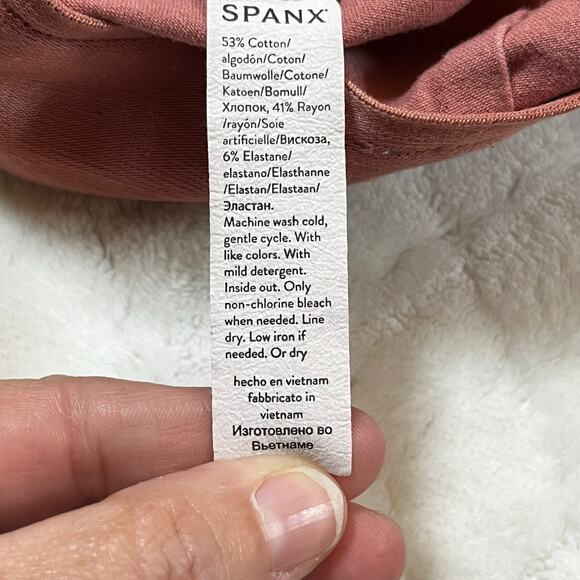 SPANX
53% Cotton/
algodón/Coton/
Baumwolle/Cotone/
Katoen/Bomull/
Хлопок, 41% Rayon
/rayón/Soie
artificielle/Вискоза,
6% Elastane/
elastano/Elasthanne
/Elastan/Elastaan/
Эластан.
Machine wash cold,
gentle cycle. With
like colors. With
mild detergent.
Inside out. Only
non-chlorine bleach
when needed. Line
dry. Low iron if
needed. Or dry
hecho en vietnam
fabbricato in
vietnam
Изготовлено во
Вьетнаме